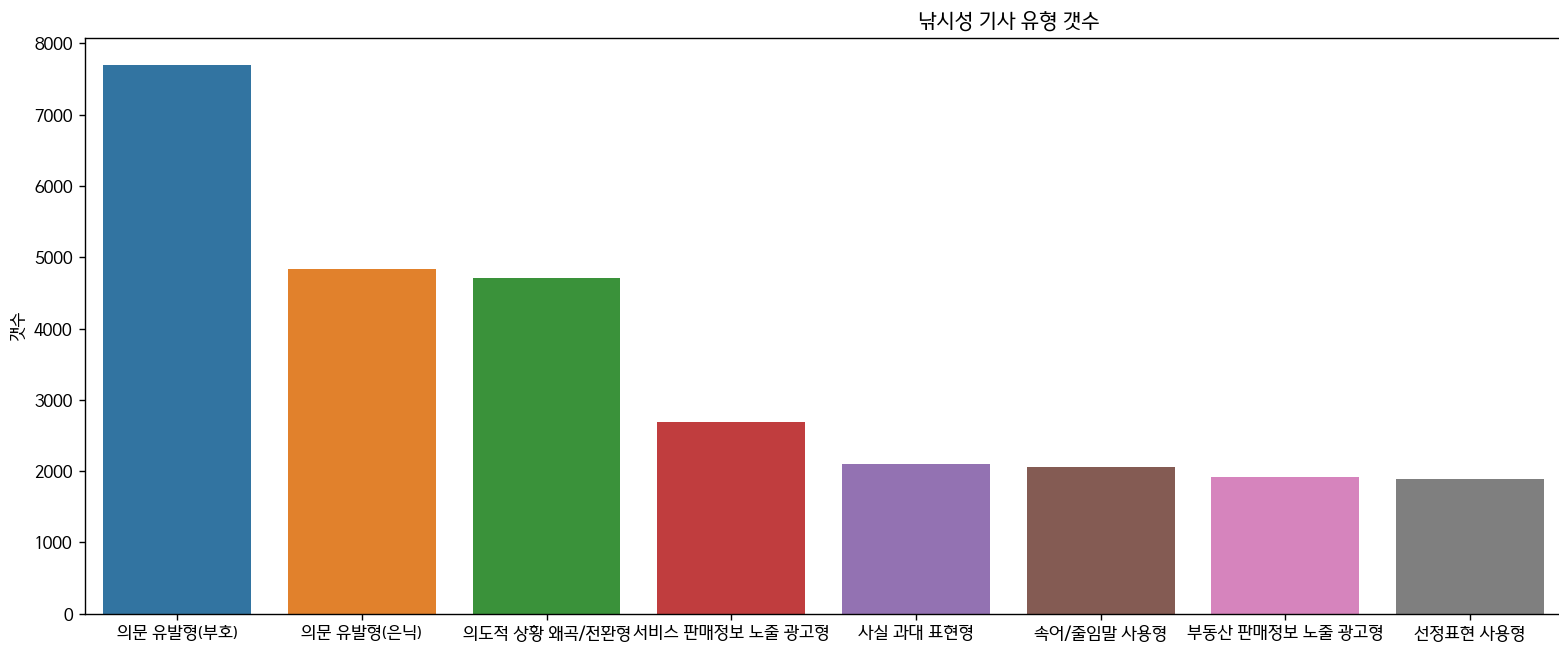 낚시성 기사 유형 갯수
8000
7000
6000
5000
4000
3000
2000
1000
0
갯수
의문 유발형(부호)
의문 유발형(은닉)
의도적 상황 왜곡/전환형
서비스 판매정보 노출 광고형
사실 과대 표현형
속어/줄임말 사용형
부동산 판매정보 노출 광고형
선정표현 사용형